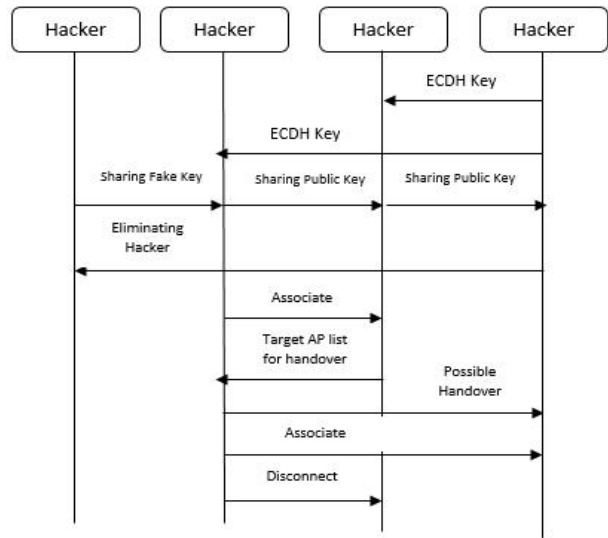 Hacker
Hacker
Hacker
Hacker
ECDH Key
ECDH Key
Sharing Fake Key
Sharing Public Key
Sharing Public Key
Eliminating
Hacker
Associate
Target AP list
for handover
Possible
Handover
Associate
Disconnect